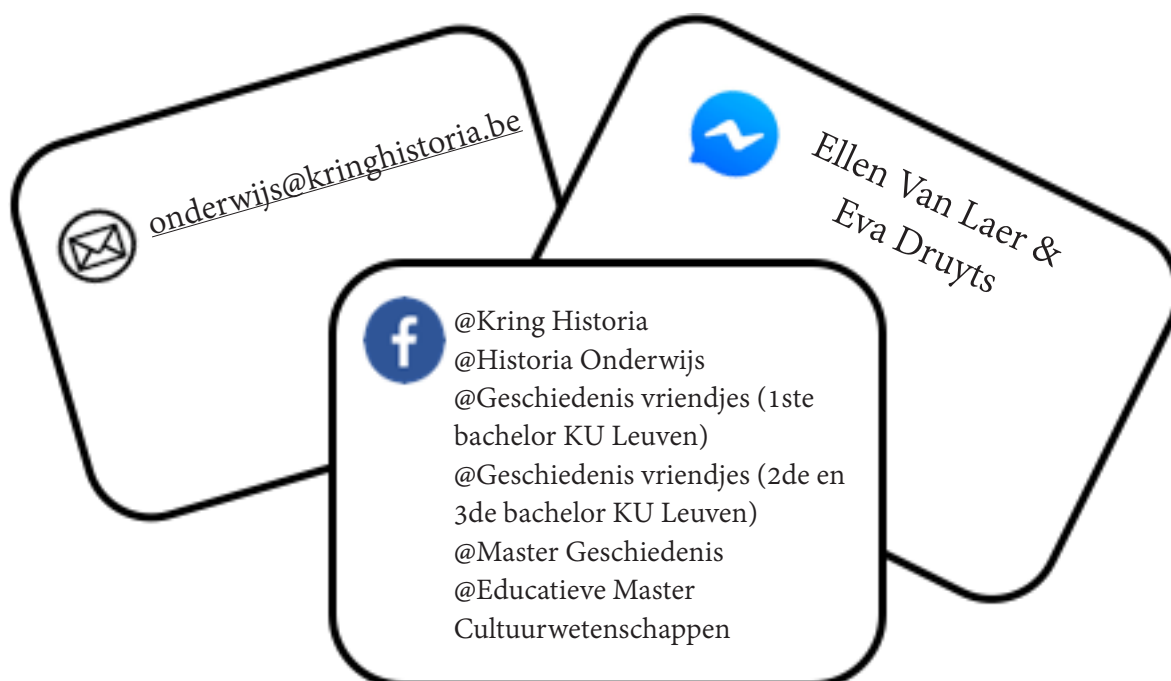 onderwijs@kringhistoria.be
Ellen Van Laer &
Eva Druyts
@Kring Historia
@Historia Onderwijs
@Geschiedenis vriendjes (1ste
bachelor KU Leuven)
@Geschiedenis vriendjes (2de en
3de bachelor KU Leuven)
@Master Geschiedenis
@Educatieve Master
Cultuurwetenschappen